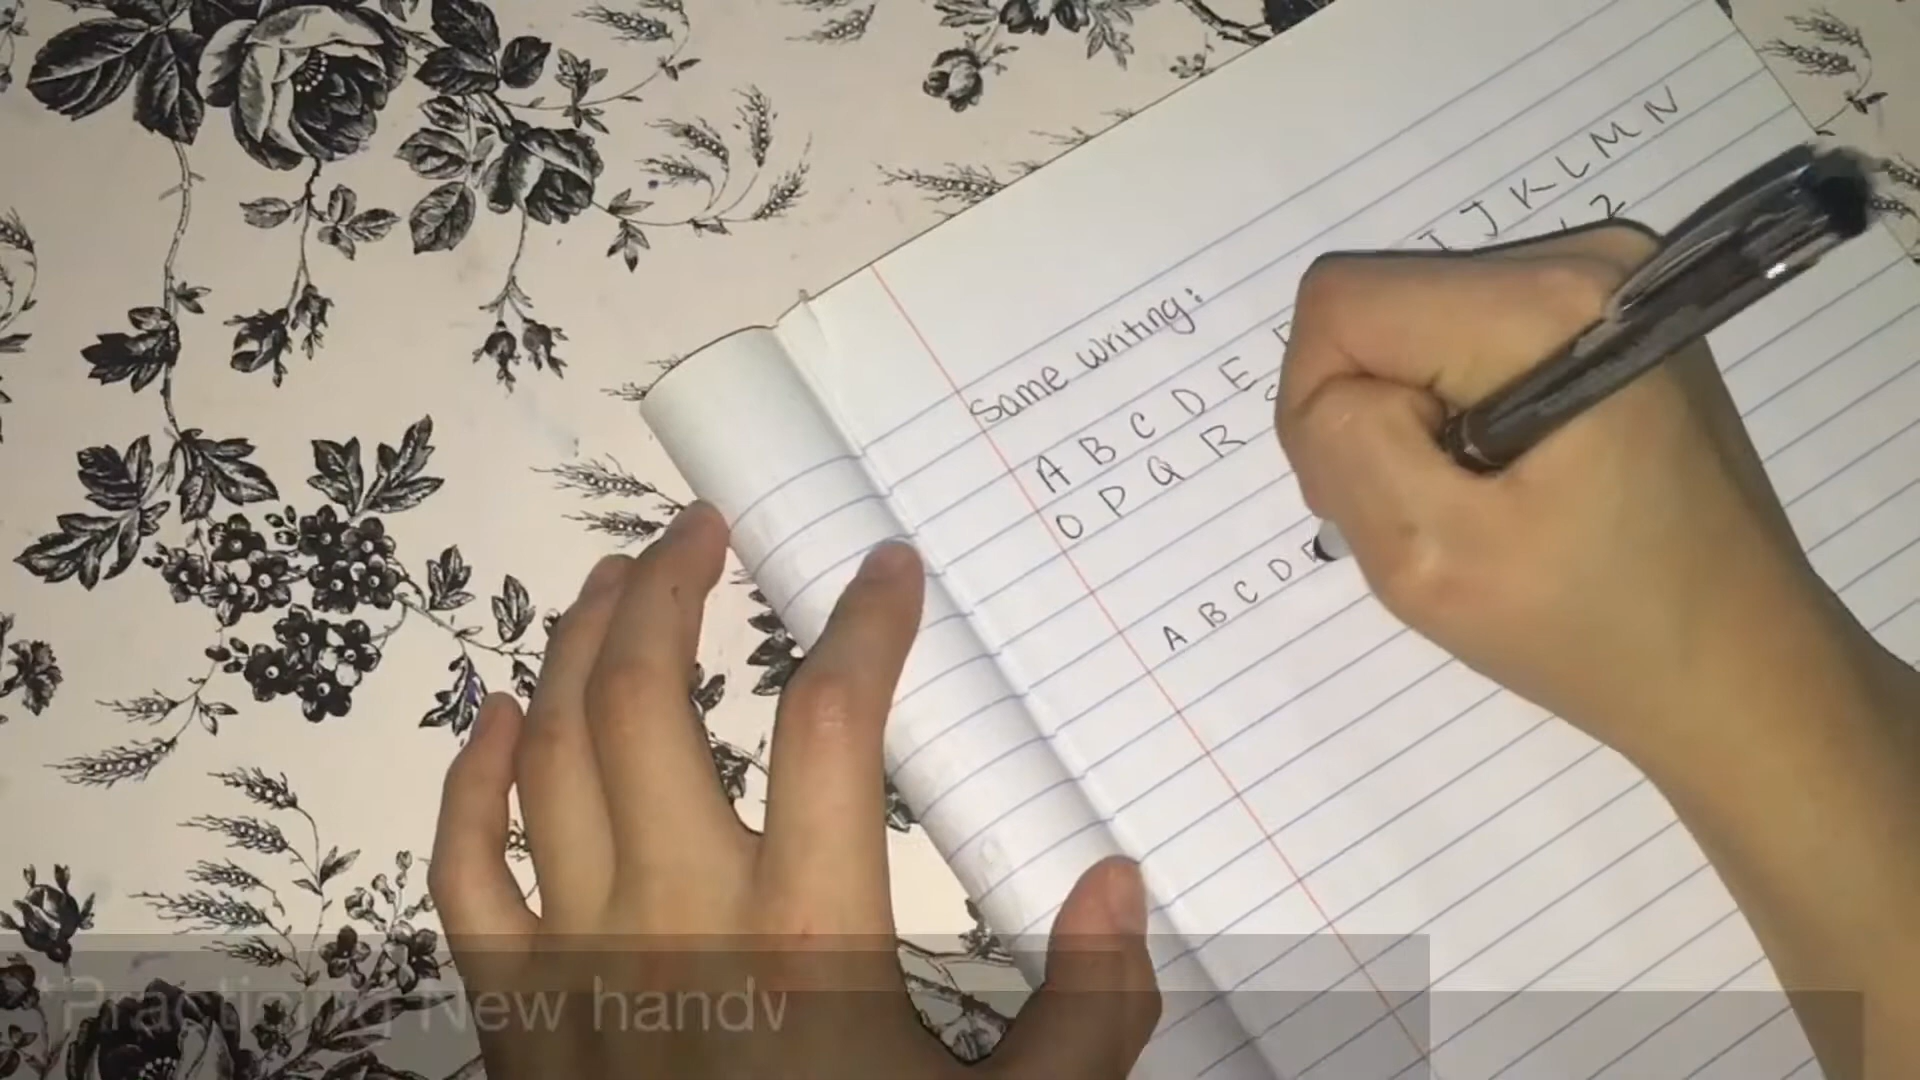 Same writing:
A B C D E I J K L M N
O P Q R S Z
A B C D E
*Practicing New handw